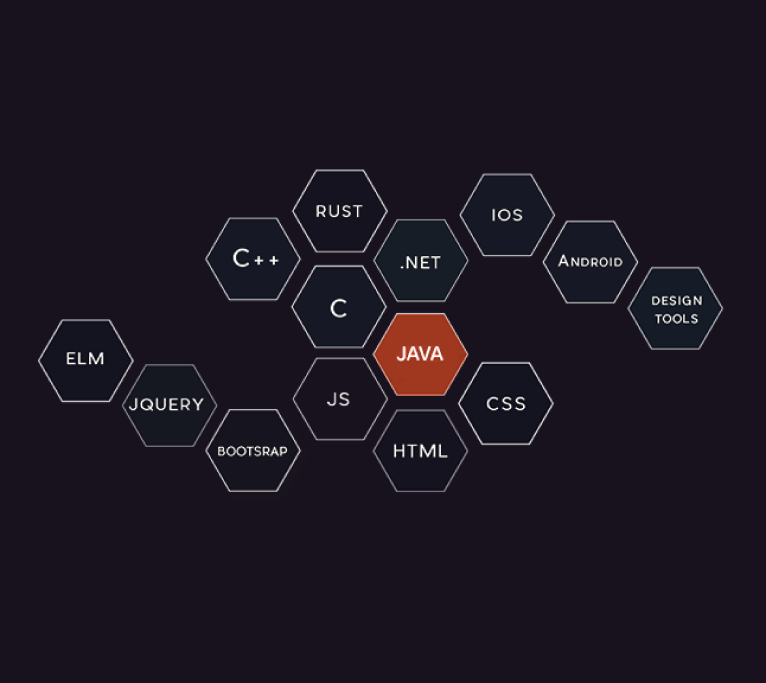 RUST
IOS
C++
.NET
ANDROID
C
DESIGN
TOOLS
JAVA
ELM
JS
CSS
JQUERY
BOOTSRAP
HTML